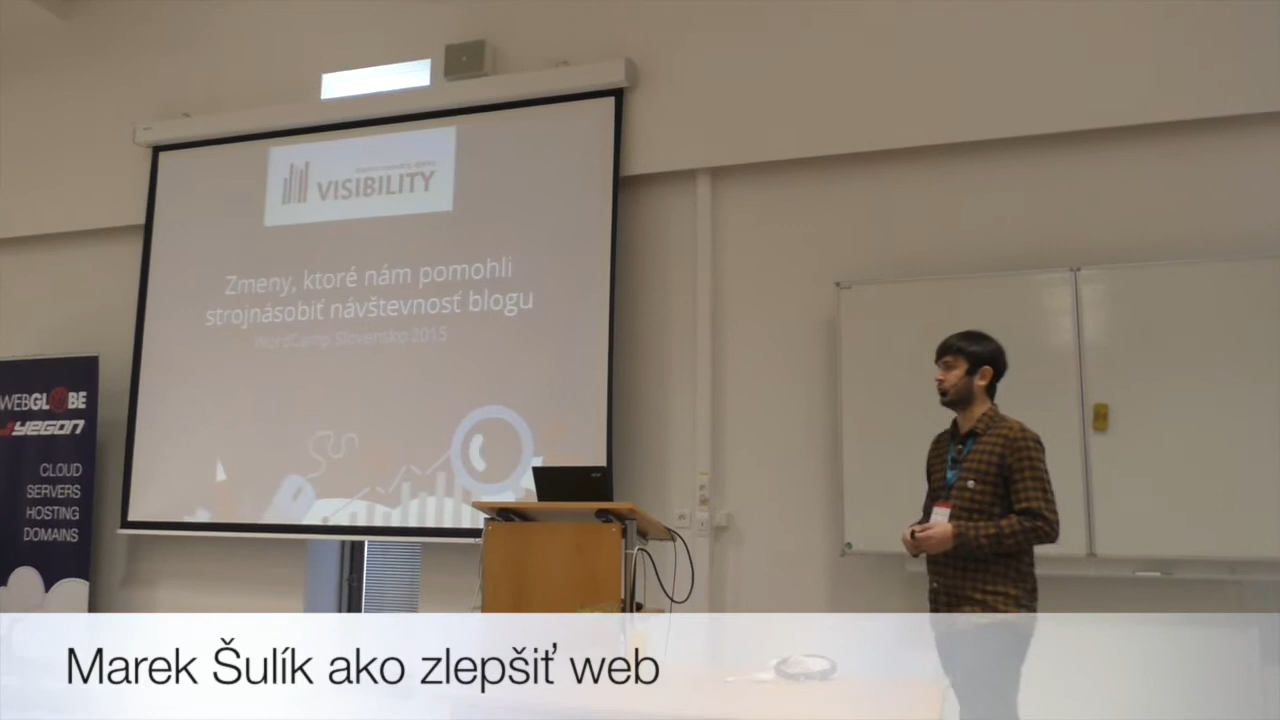 VISIBILITY
Zmeny, ktoré nám pomohli
strojnásobiť návštevnosť blogu
WordCamp Slovensko 2015
WEBGLOBE
YEGON
CLOUD
SERVERS
HOSTING
DOMAINS
Marek Šulík ako zlepšiť web